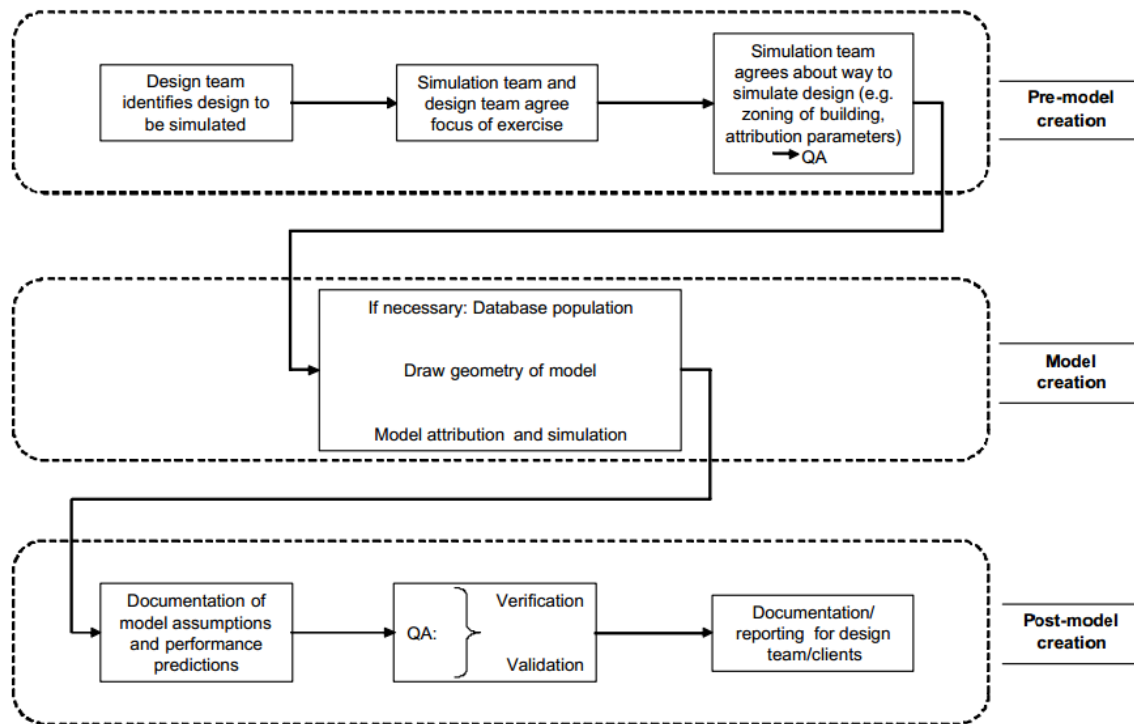 Design team
identifies design to
be simulated
Simulation team and
design team agree
focus of exercise
Simulation team
agrees about way to
simulate design (e.g.
zoning of building,
attribution parameters)
QA
Pre-model
creation
If necessary: Database population
Draw geometry of model
Model attribution and simulation
Model
creation
Documentation of
model assumptions
and performance
predictions
QA:
Verification
Validation
Documentation/
reporting for design
team/clients
Post-model
creation